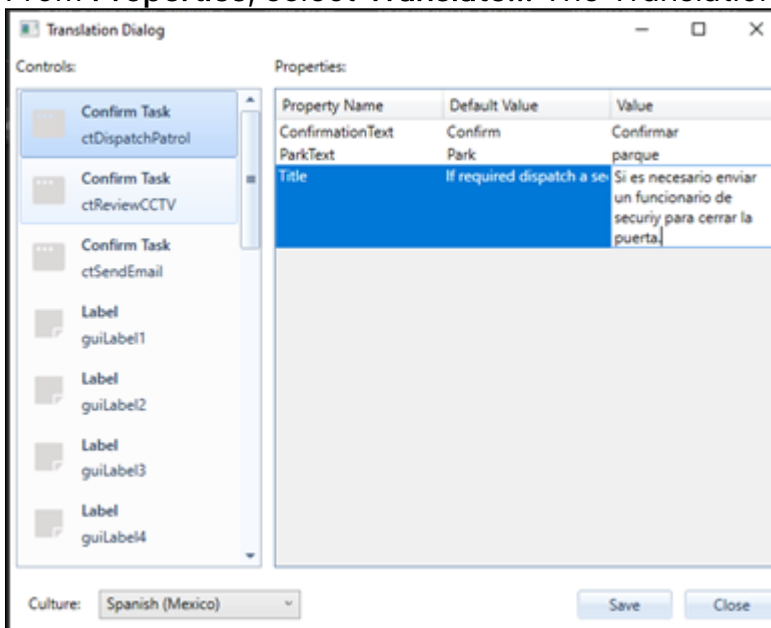 From Properties, select Translate... The Translation
Translation Dialog
Controls:
Properties:
Confirm Task
ctDispatchPatrol
Confirm Task
ctReviewCCTV
Confirm Task
ctSendEmail
Label
guiLabel1
Label
guiLabel2
Label
guiLabel3
Label
guiLabel4
Property Name Default Value Value
ConfirmationText Confirm Confirmar
ParkText Park parque
Title If required dispatch a se Si es necesario enviar
un funcionario de
securiy para cerrar la
puerta.
Culture: Spanish (Mexico)
Save Close